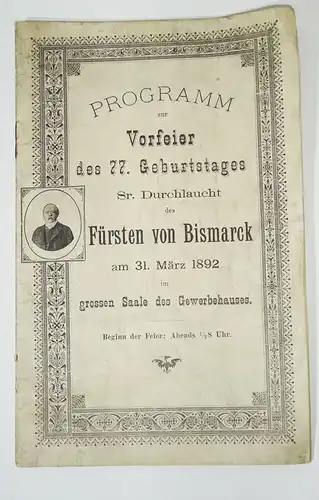 PROGRAMM
zur
Vorfeier
des 77. Geburtstages
Sr. Durchlaucht
des
Fürsten von Bismarck
am 31. März 1892
im
grossen Saale des Gewerbehauses.
Beginn der Feier: Abends ½8 Uhr.